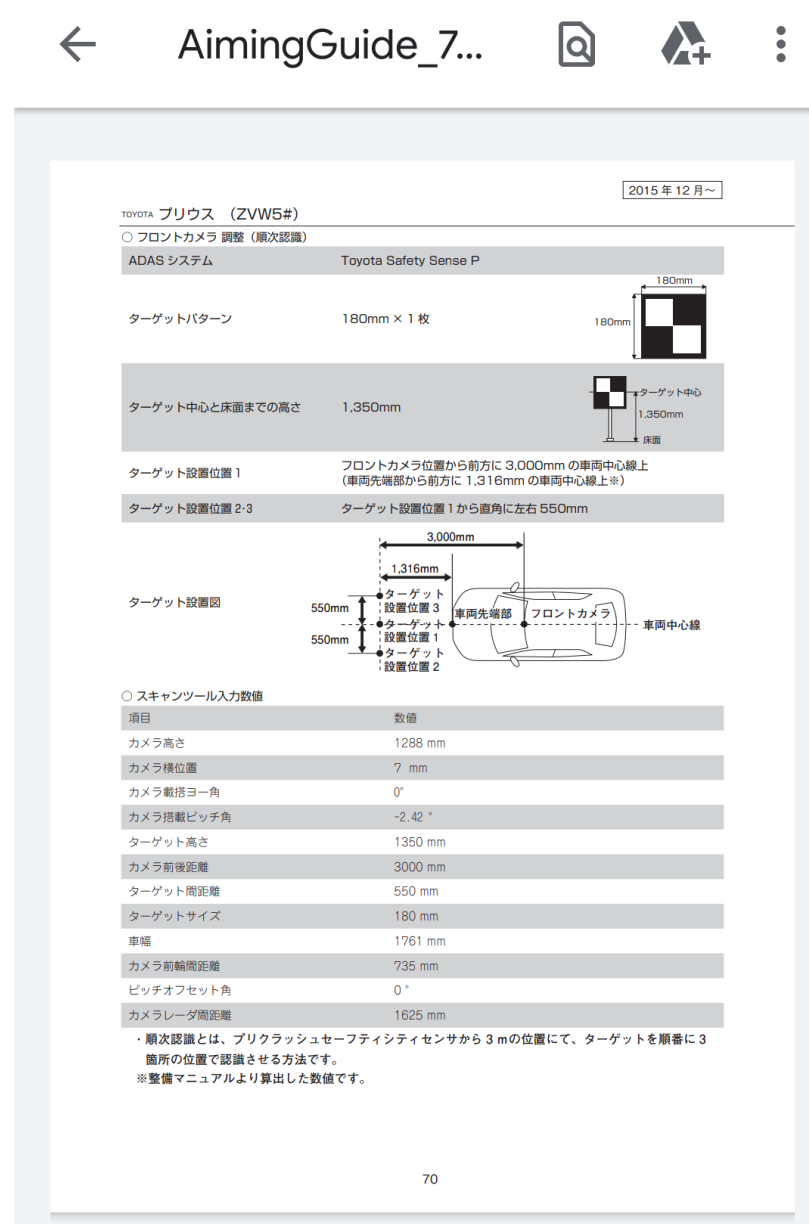 AimingGuide_7...
2015 年 12 月～
TOYOTA プリウス （ZVW5#）
○ フロントカメラ 調整（順次認識）
ADAS システム Toyota Safety Sense P
ターゲットパターン 180mm × 1 枚
180mm
180mm
ターゲット中心と床面までの高さ 1,350mm
ターゲット中心
1,350mm
床面
ターゲット設置位置 1 フロントカメラ位置から前方に 3,000mm の車両中心線上
（車両先端部から前方に 1,316mm の車両中心線上※）
ターゲット設置位置 2･3 ターゲット設置位置 1 から直角に左右 550mm
ターゲット設置図
3,000mm
1,316mm
ターゲット
設置位置 3
550mm
車両先端部
フロントカメラ
ターゲット
設置位置 1
車両中心線
550mm
ターゲット
設置位置 2
○ スキャンツール入力数値
項目 数値
カメラ高さ 1288 mm
カメラ横位置 7 mm
カメラ載搭ヨー角 0°
カメラ搭載ピッチ角 -2.42 °
ターゲット高さ 1350 mm
カメラ前後距離 3000 mm
ターゲット間距離 550 mm
ターゲットサイズ 180 mm
車幅 1761 mm
カメラ前輪間距離 735 mm
ピッチオフセット角 0 °
カメラレーダ間距離 1625 mm
・順次認識とは、プリクラッシュセーフティシティセンサから 3 mの位置にて、ターゲットを順番に 3
箇所の位置で認識させる方法です。
※整備マニュアルより算出した数値です。
70